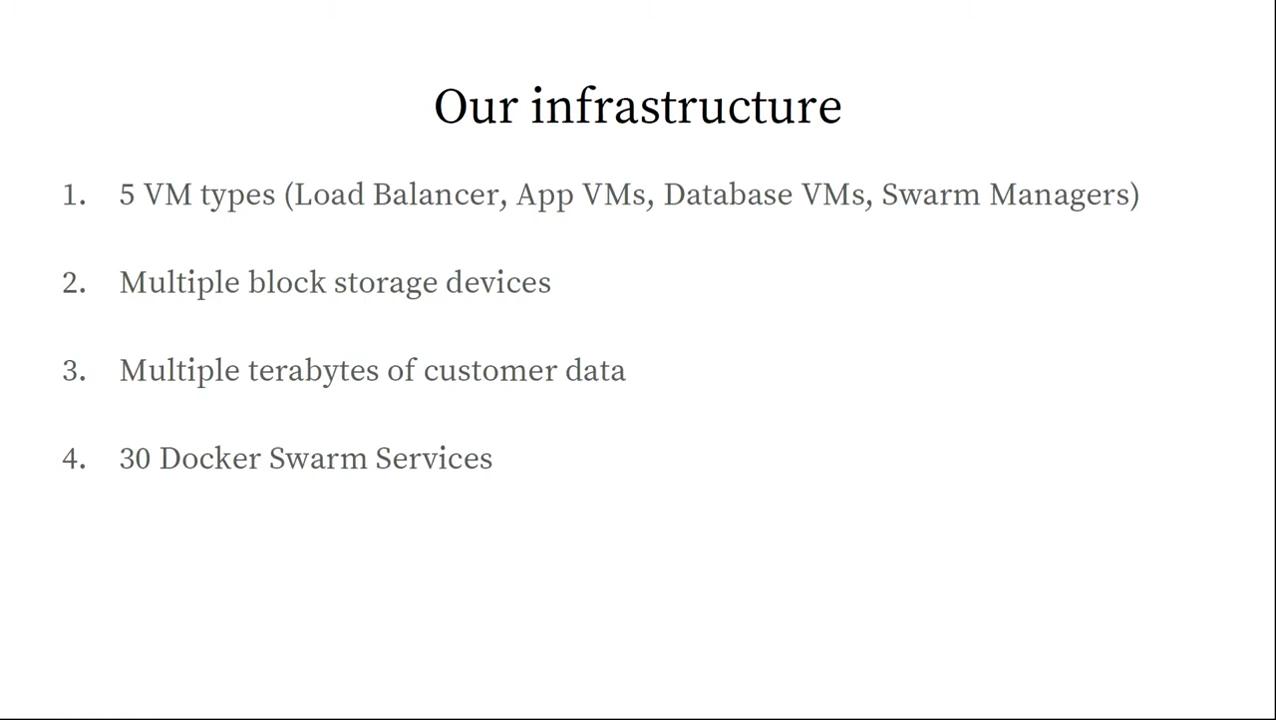 Our infrastructure
1. 5 VM types (Load Balancer, App VMs, Database VMs, Swarm Managers)
2. Multiple block storage devices
3. Multiple terabytes of customer data
4. 30 Docker Swarm Services